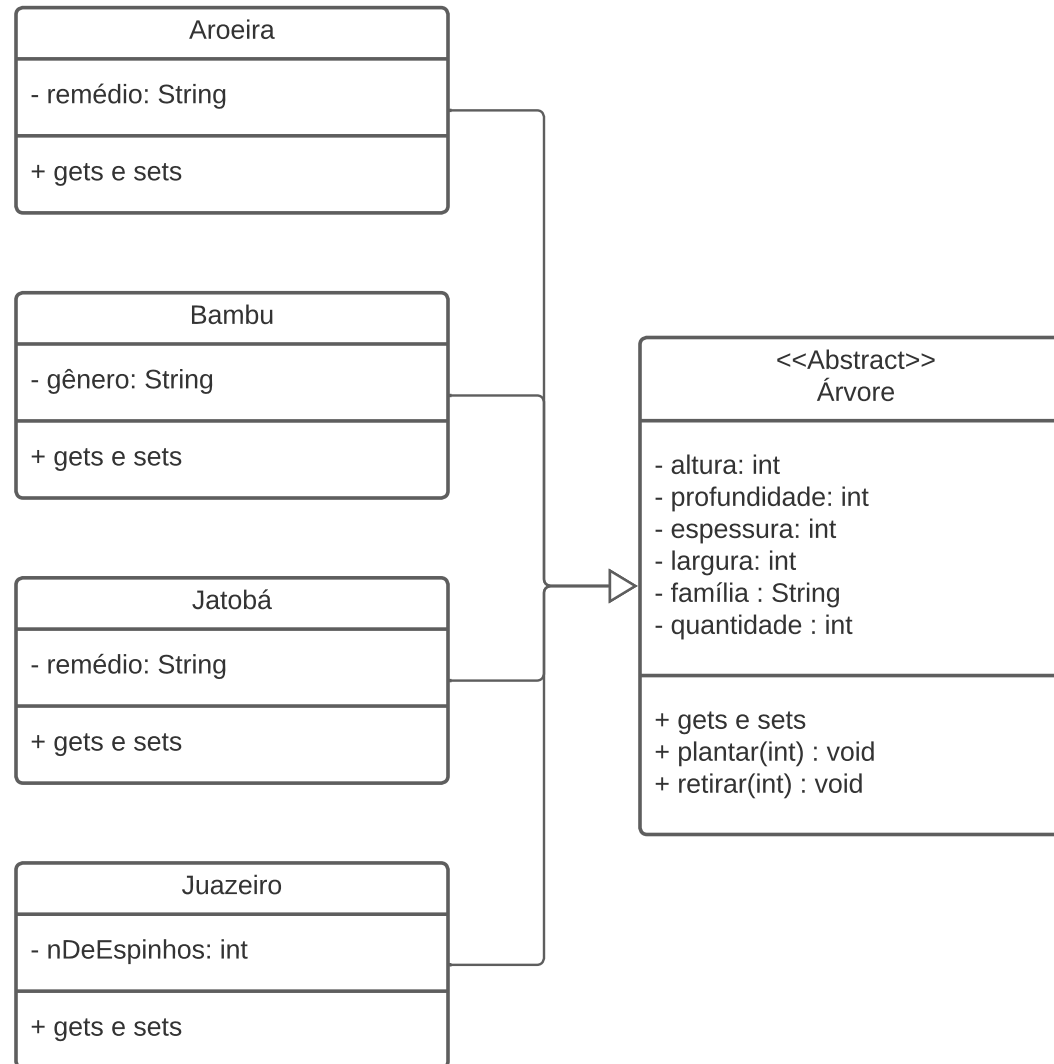 Aroeira
- remédio: String
+ gets e sets
Bambu
- gênero: String
+ gets e sets
Jatobá
- remédio: String
+ gets e sets
Juazeiro
- nDeEspinhos: int
+ gets e sets
<<Abstract>>
Árvore
- altura: int
- profundidade: int
- espessura: int
- largura: int
- família : String
- quantidade : int
+ gets e sets
+ plantar(int) : void
+ retirar(int) : void